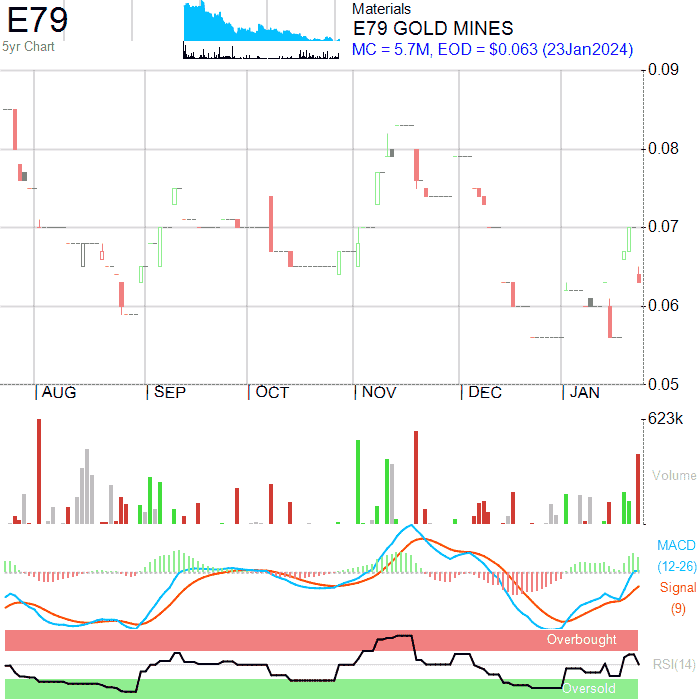 E79
5yr Chart
Materials
E79 GOLD MINES
MC = 5.7M, EOD = $0.063 (23Jan2024)
0.09
0.08
0.07
0.06
0.05
AUG SEP OCT NOV DEC JAN
623k
Volume
MACD
(12-26)
Signal
(9)
Overbought
RSI(14)
Oversold